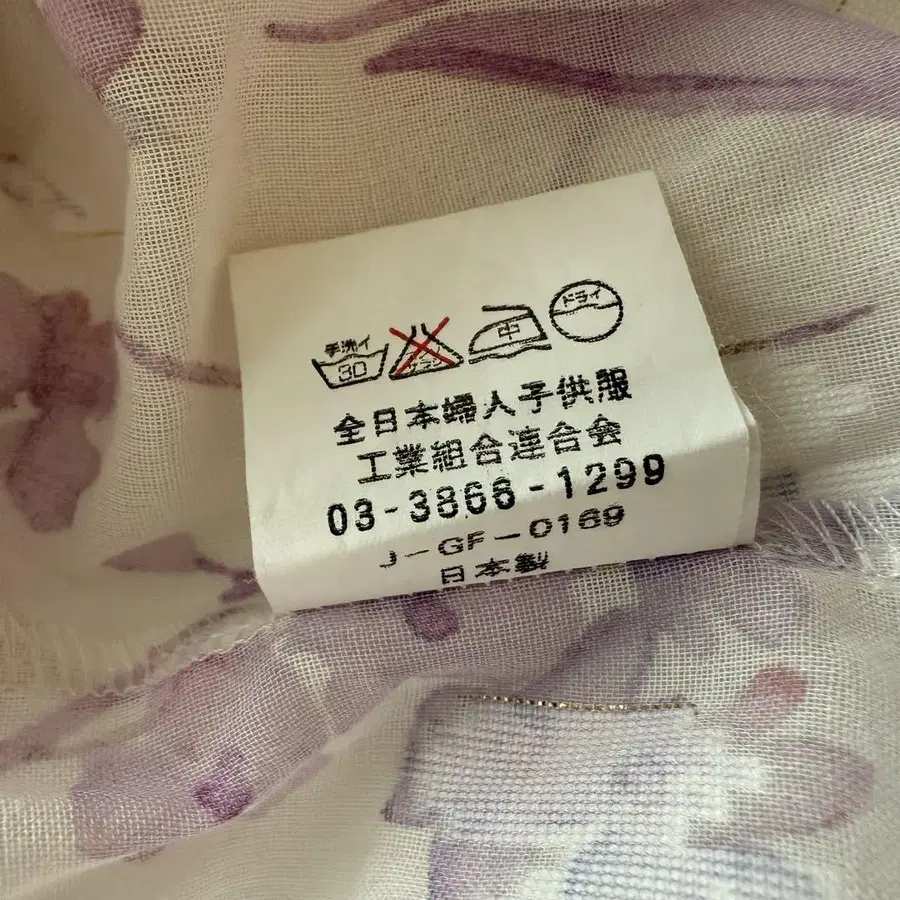 手洗イ 30 中 ドライ
全日本婦人子供服
工業組合連合会
03-3866-1299
J-GF-0169
日本製